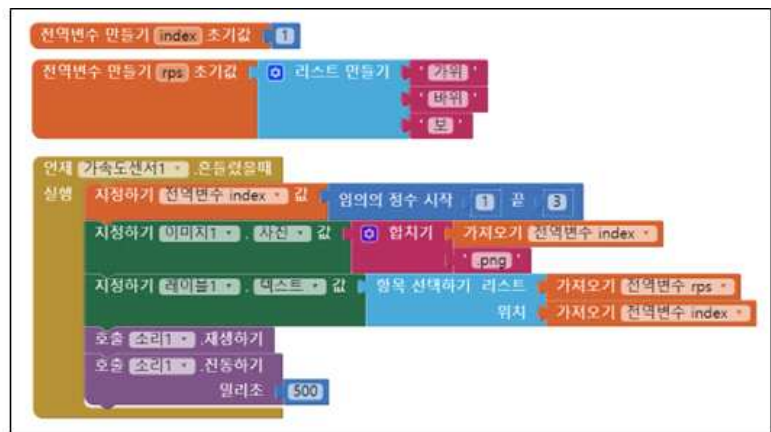 전역변수 만들기 index 초기값 1
전역변수 만들기 rps 초기값 리스트 만들기 " 가위 "
" 바위 "
" 보 "
언제 가속도센서1 .흔들렸을때
실행 지정하기 전역변수 index 값 임의의 정수 시작 1 끝 3
지정하기 이미지1 . 사진 값 합치기 가져오기 전역변수 index
" .png "
지정하기 레이블1 . 텍스트 값 항목 선택하기 리스트 가져오기 전역변수 rps
위치 가져오기 전역변수 index
호출 소리1 .재생하기
호출 소리1 .진동하기
밀리초 500